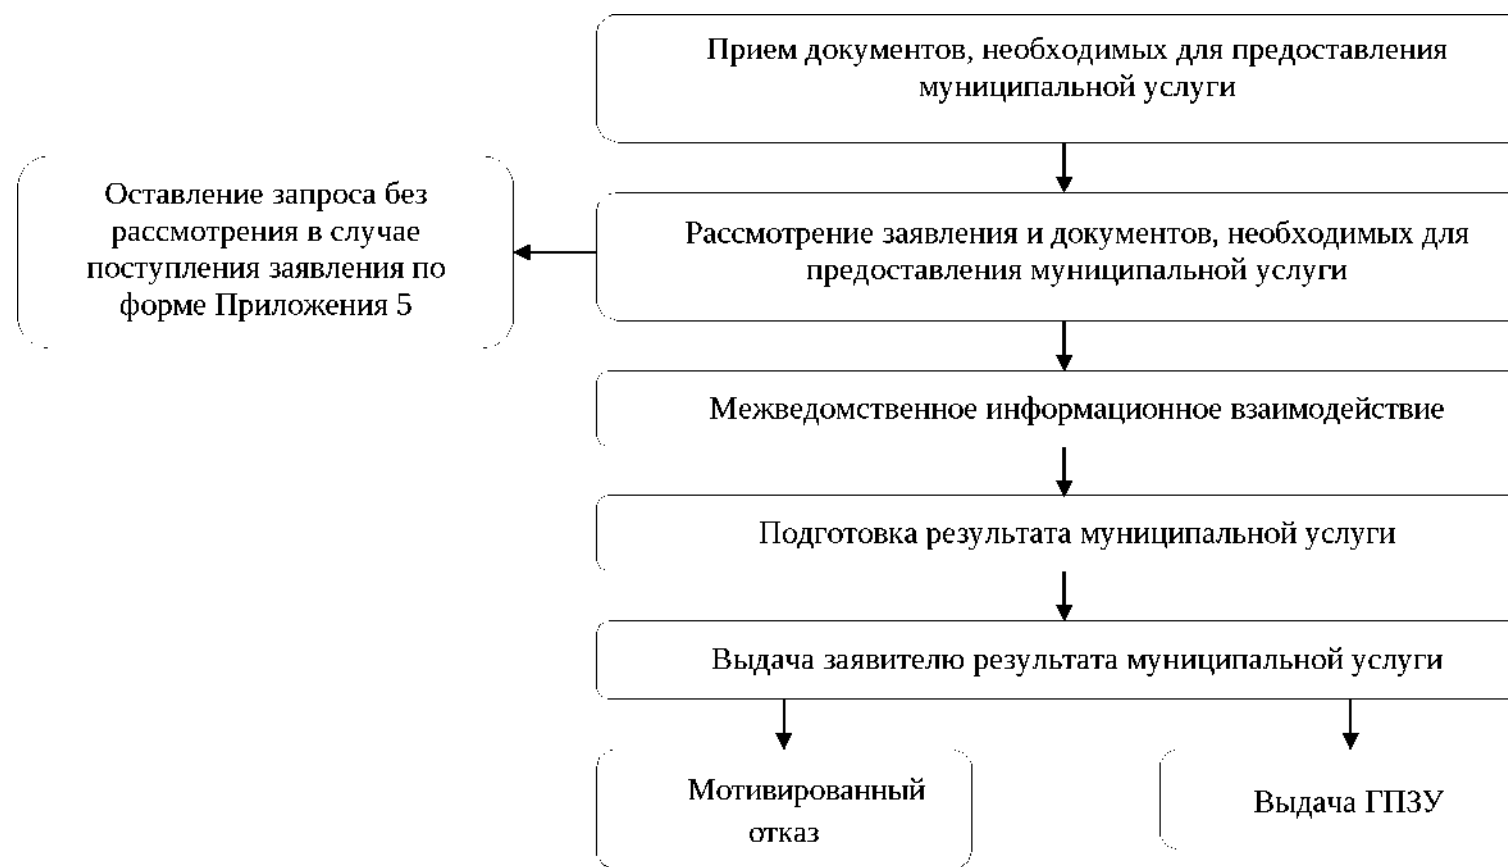 Прием документов, необходимых для предоставления
муниципальной услуги
Оставление запроса без
рассмотрения в случае
поступления заявления по
форме Приложения 5
Рассмотрение заявления и документов, необходимых для
предоставления муниципальной услуги
Межведомственное информационное взаимодействие
Подготовка результата муниципальной услуги
Выдача заявителю результата муниципальной услуги
Мотивированный
отказ
Выдача ГПЗУ